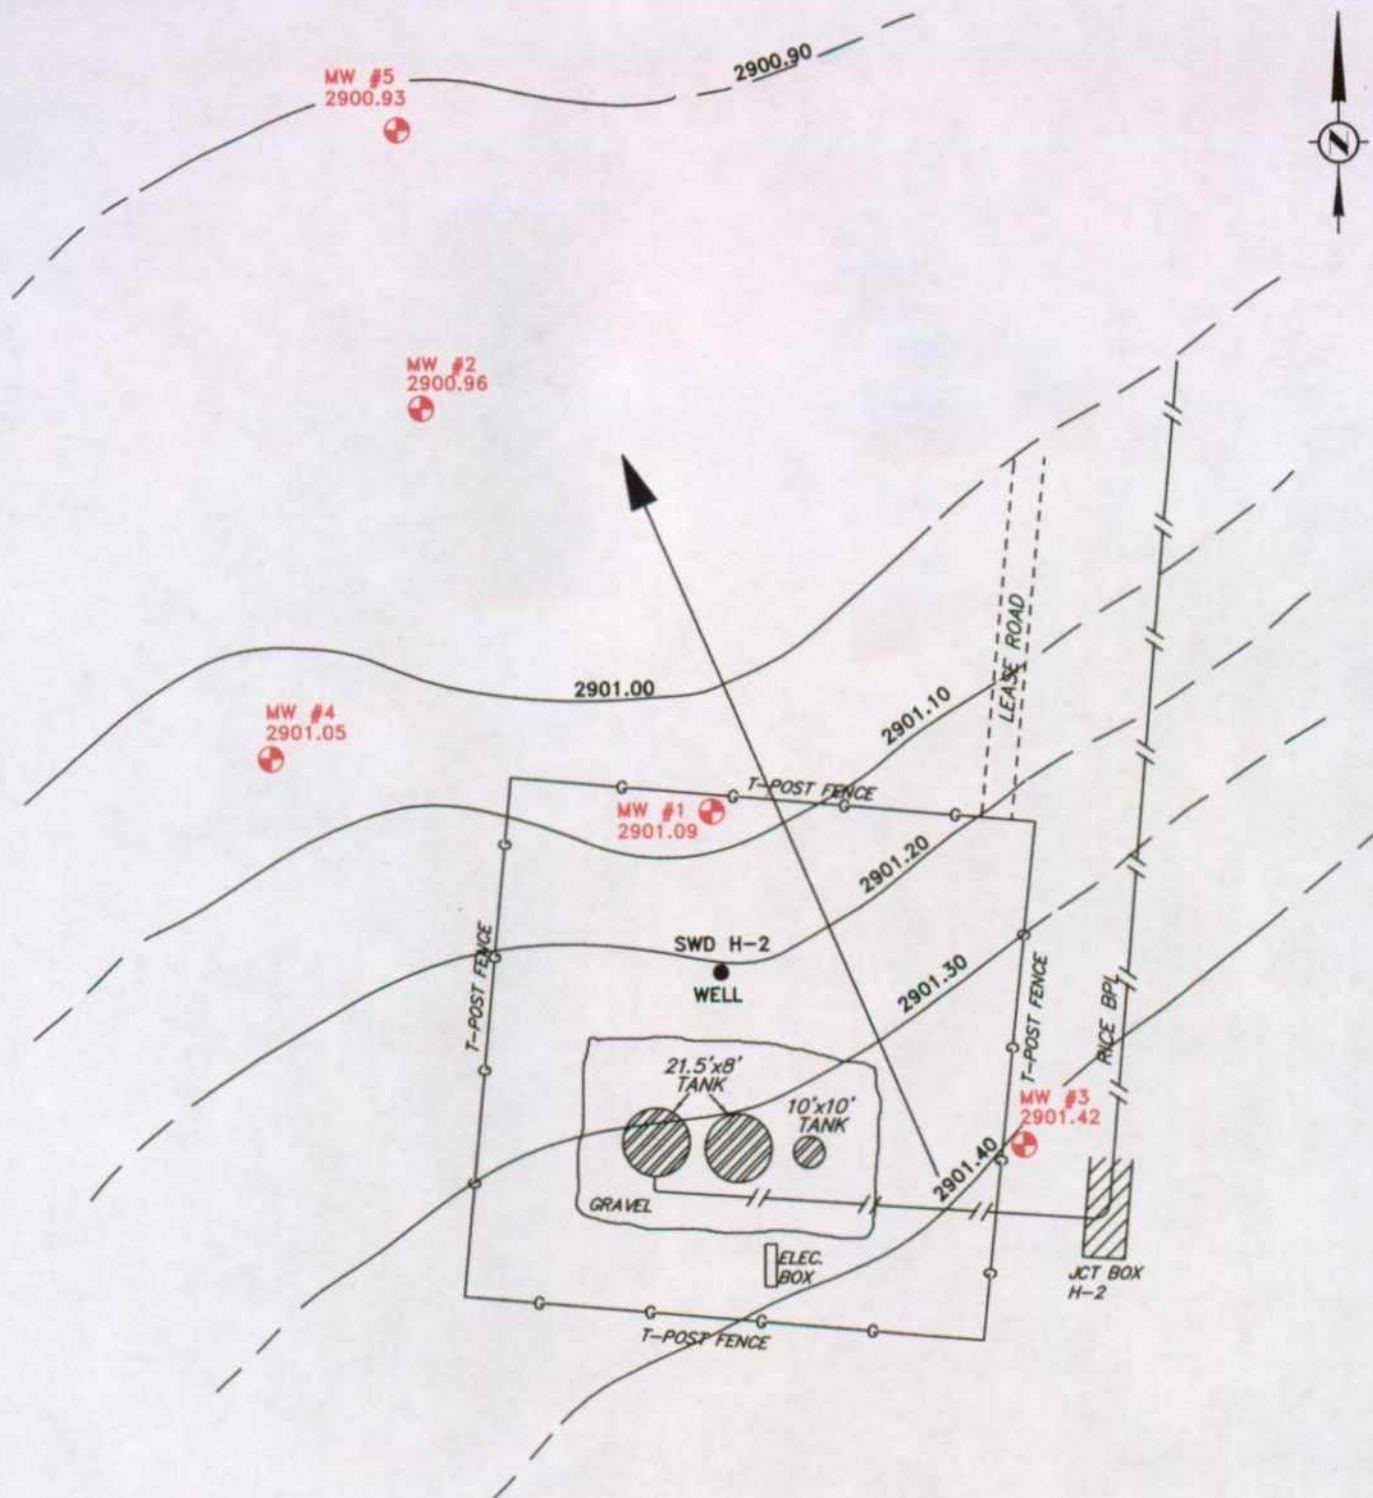 2900.90
MW #5
2900.93
N
MW #2
2900.96
LEASE ROAD
2901.00
MW #4
2901.05
2901.10
T-POST FENCE
MW #1
2901.09
2901.20
SWD H-2
WELL
T-POST FENCE
2901.30
T-POST FENCE
RICE BPL
21.5'x8'
TANK
10'x10'
TANK
MW #3
2901.42
2901.40
GRAVEL
ELEC.
BOX
JCT BOX
H-2
T-POST FENCE